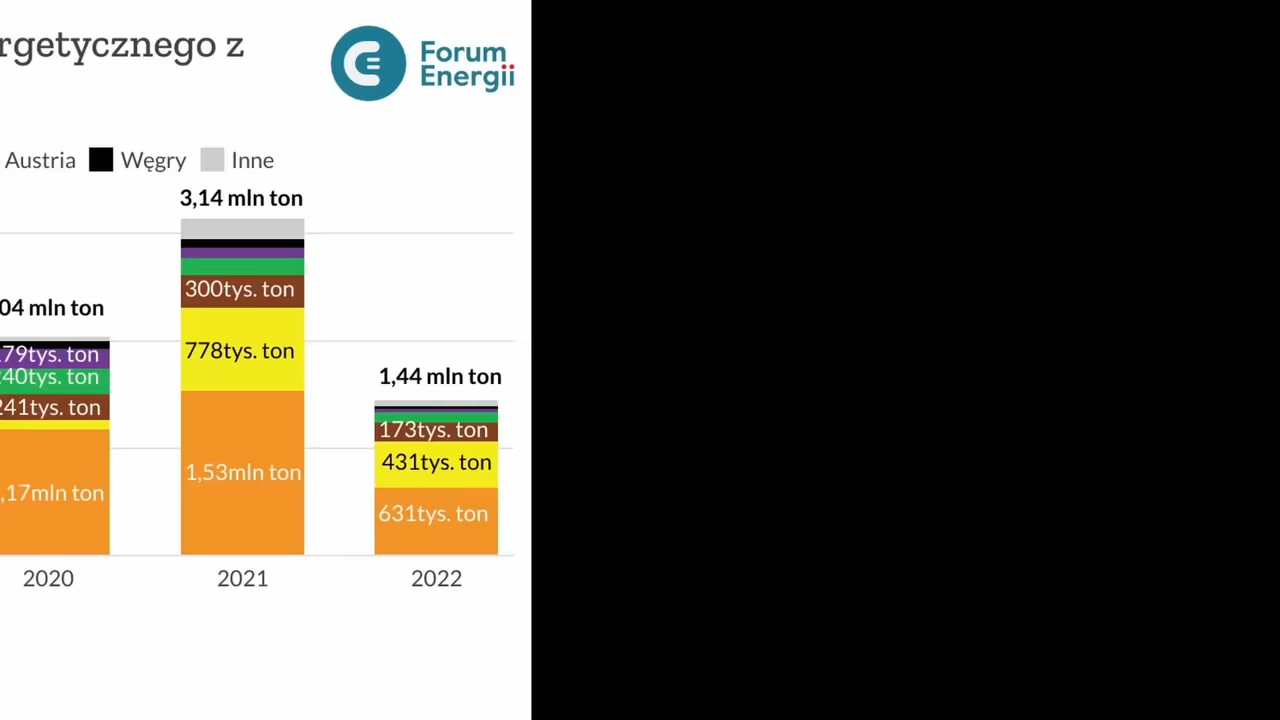 rgetycznego z
Forum
Energii
Austria Węgry Inne
3,14 mln ton
04 mln ton
1,44 mln ton
300tys. ton
778tys. ton
1,53mln ton
79tys. ton
40tys. ton
241tys. ton
,17mln ton
173tys. ton
431tys. ton
631tys. ton
2020 2021 2022